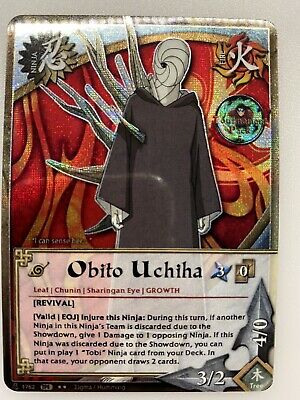 NINJA
忍
火
"I can sense her."
Obito Uchiha
3
0
Leaf | Chunin | Sharingan Eye | GROWTH
[REVIVAL]
[Valid | EOJ] Injure this Ninja: During this turn, if another
Ninja in this Ninja's Team is discarded due to the
Showdown, give 1 Damage to 1 opposing Ninja. If this
Ninja was discarded due to the Showdown, you can
put in play 1 "Tobi" Ninja card from your Deck. In
that case, your opponent draws 2 cards.
4/0
3/2
木
Tree